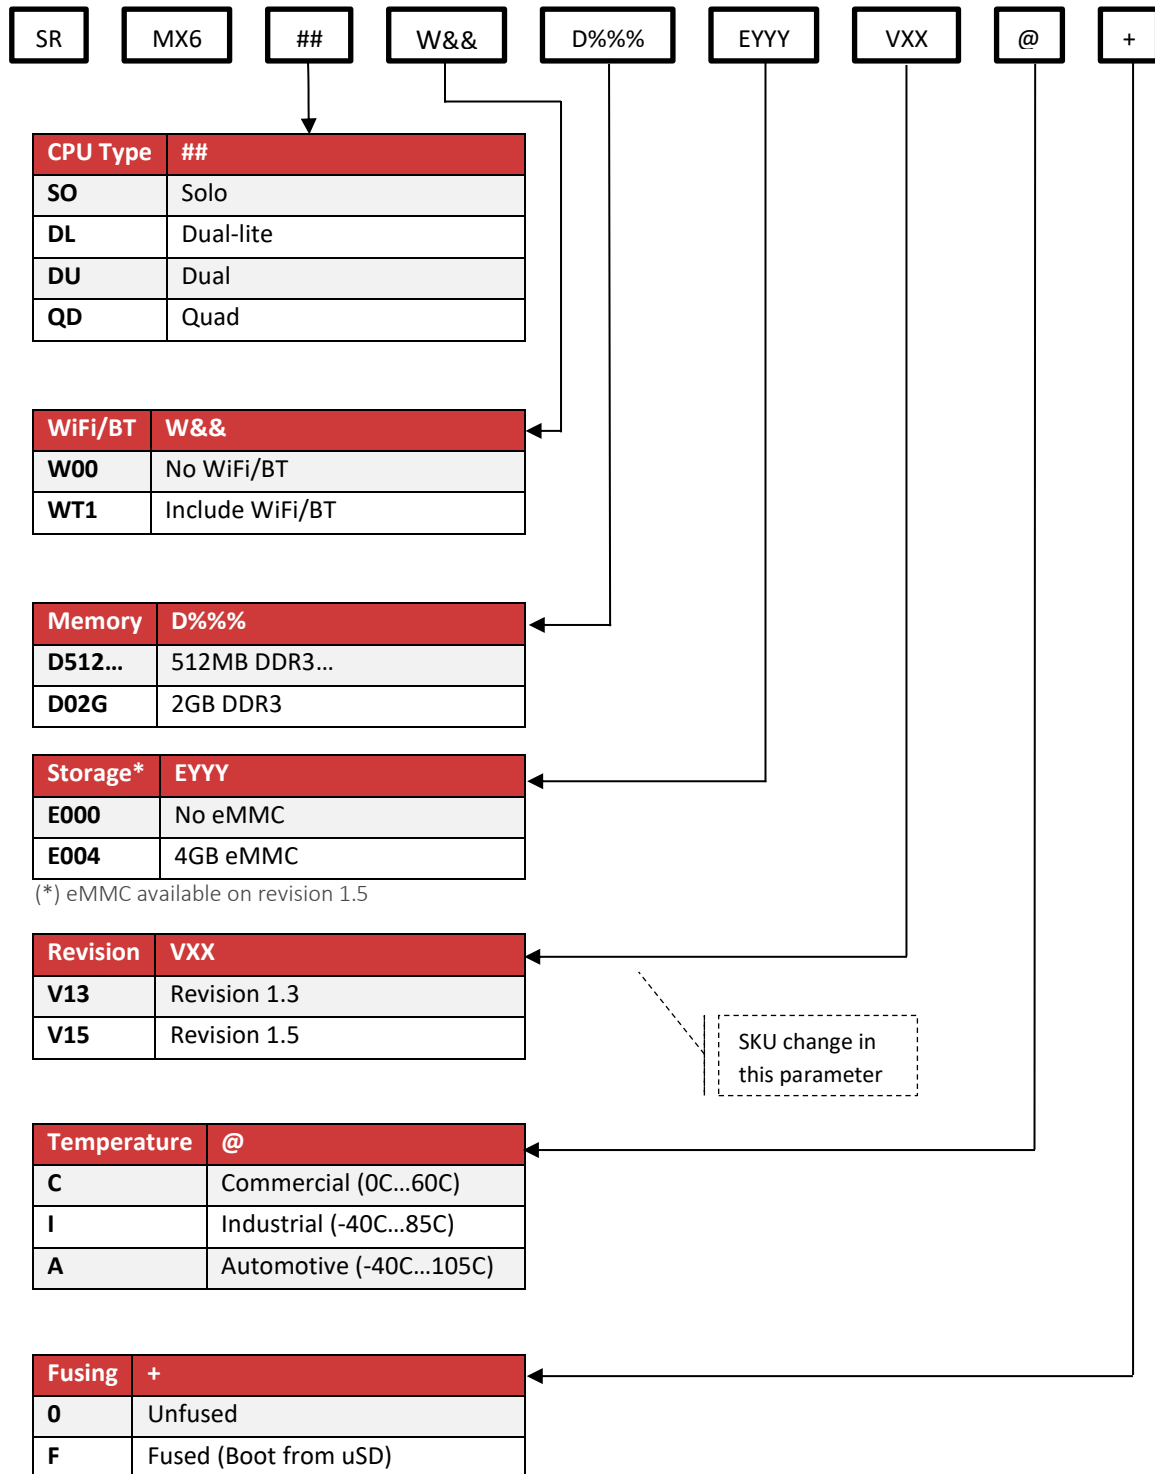 SR MX6 ## W&& D%%% EYYY VXX @ +
CPU Type ##
SO Solo
DL Dual-lite
DU Dual
QD Quad
WiFi/BT W&&
W00 No WiFi/BT
WT1 Include WiFi/BT
Memory D%%%
D512... 512MB DDR3...
D02G 2GB DDR3
Storage* EYYY
E000 No eMMC
E004 4GB eMMC
(*) eMMC available on revision 1.5
Revision VXX
V13 Revision 1.3
V15 Revision 1.5
SKU change in
this parameter
Temperature @
C Commercial (0C...60C)
I Industrial (-40C...85C)
A Automotive (-40C...105C)
Fusing +
0 Unfused
F Fused (Boot from uSD)